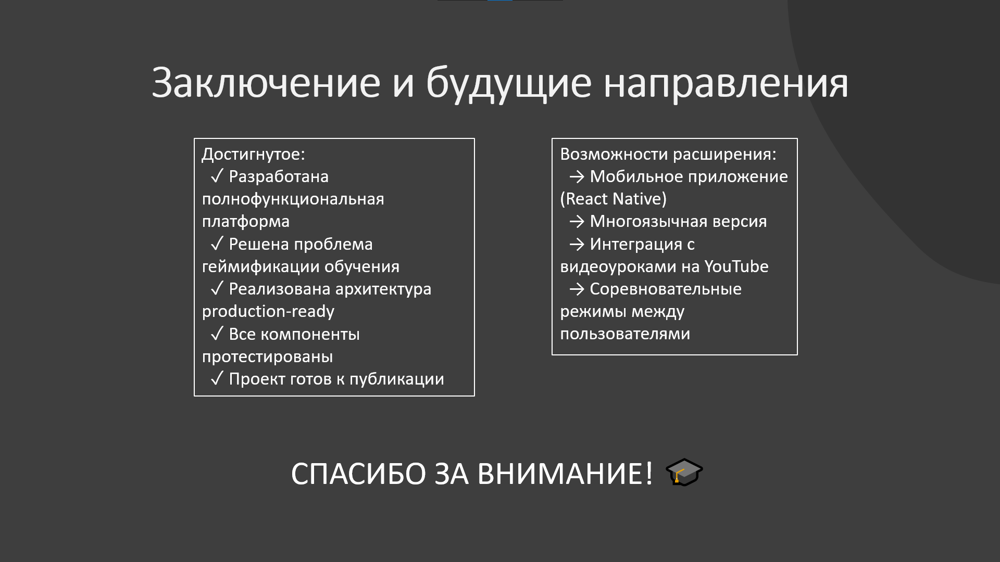 Заключение и будущие направления
Достигнутое:
✓ Разработана
полнофункциональная
платформа
✓ Решена проблема
геймификации обучения
✓ Реализована архитектура
production-ready
✓ Все компоненты
протестированы
✓ Проект готов к публикации
Возможности расширения:
→ Мобильное приложение
(React Native)
→ Многоязычная версия
→ Интеграция с
видеоуроками на YouTube
→ Соревновательные
режимы между
пользователями
СПАСИБО ЗА ВНИМАНИЕ! 🎓